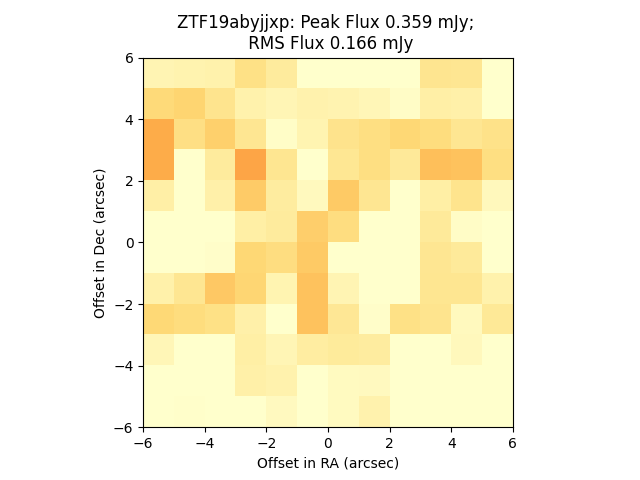 ZTF19abyjjxp: Peak Flux 0.359 mJy;
RMS Flux 0.166 mJy
6
4
2
0
−2
−4
−6
Offset in Dec (arcsec)
−6 −4 −2 0 2 4 6
Offset in RA (arcsec)